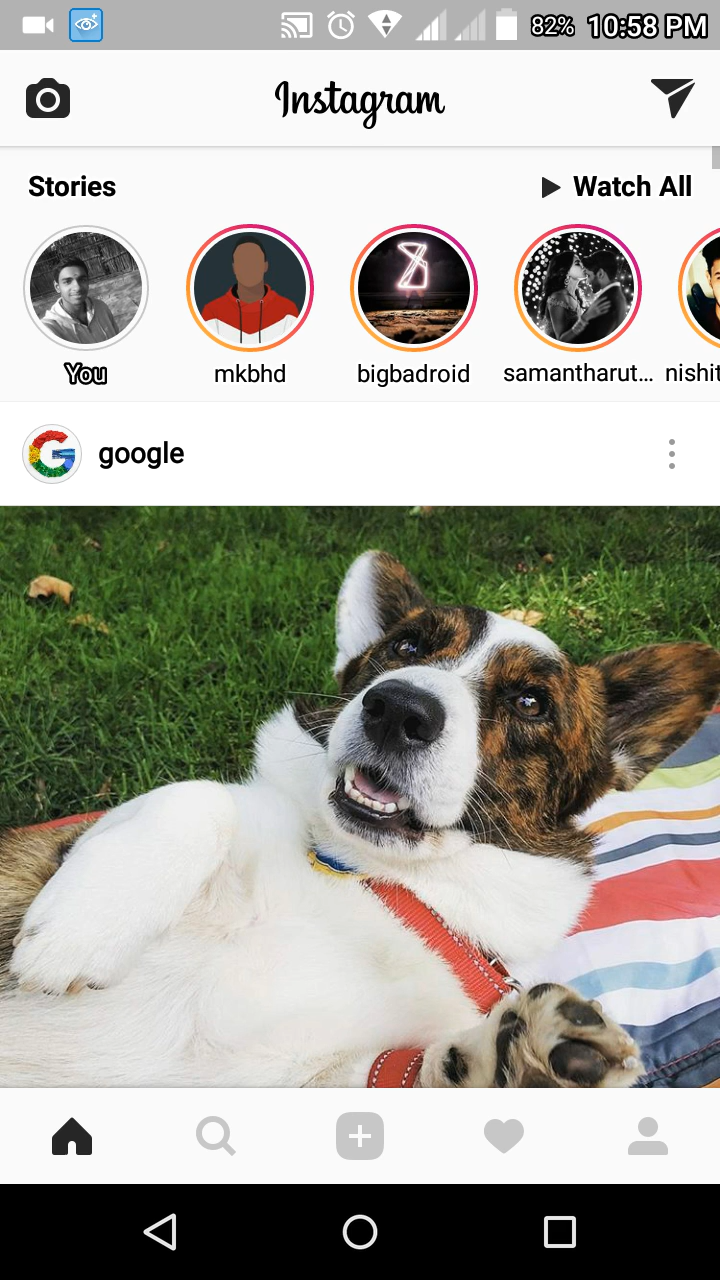 82% 10:58 PM
Instagram
Stories
Watch All
You
mkbhd
bigbadroid
samantharut...
nishit
google